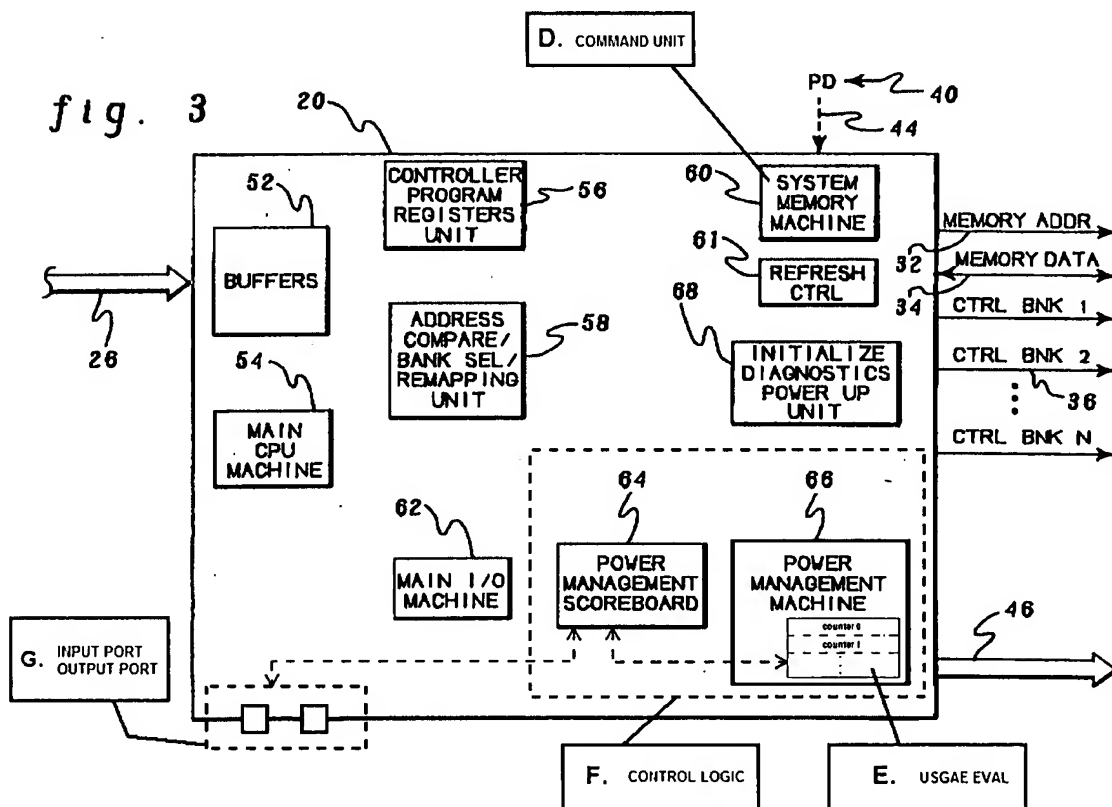 D. COMMAND UNIT
fig. 3
20
PD
40
44
52
CONTROLLER
PROGRAM
REGISTERS
UNIT
56
60
SYSTEM
MEMORY
MACHINE
BUFFERS
26
61
REFRESH
CTRL
MEMORY ADDR
32
MEMORY DATA
34
CTRL BNK 1
ADDRESS
COMPARE/
BANK SEL/
REMAPPING
UNIT
58
68
INITIALIZE
DIAGNOSTICS
POWER UP
UNIT
CTRL BNK 2
36
CTRL BNK N
54
MAIN
CPU
MACHINE
62
MAIN I/O
MACHINE
64
POWER
MANAGEMENT
SCOREBOARD
66
POWER
MANAGEMENT
MACHINE
counter 0
counter 1
46
G. INPUT PORT
OUTPUT PORT
F. CONTROL LOGIC
E. USGAE EVAL